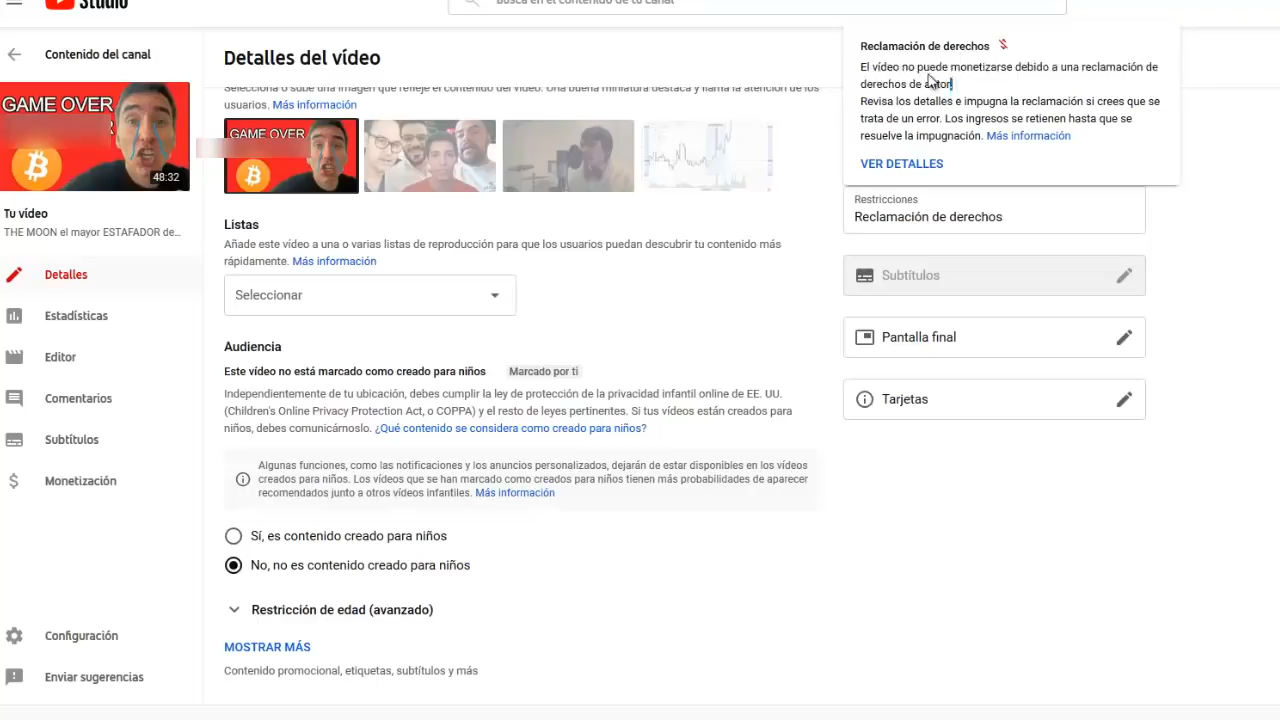 Studio
Busca en el contenido de tu canal
Contenido del canal
GAME OVER
48:32
Tu vídeo
THE MOON el mayor ESTAFADOR de...
Detalles
Estadísticas
Editor
Comentarios
Subtítulos
Monetización
Configuración
Enviar sugerencias
Detalles del vídeo
Selecciona o sube una imagen que refleje el contenido del vídeo. Una buena miniatura destaca y llama la atención de los
usuarios. Más información
GAME OVER
Listas
Añade este vídeo a una o varias listas de reproducción para que los usuarios puedan descubrir tu contenido más
rápidamente. Más información
Seleccionar
Audiencia
Este vídeo no está marcado como creado para niños Marcado por ti
Independientemente de tu ubicación, debes cumplir la ley de protección de la privacidad infantil online de EE. UU.
(Children's Online Privacy Protection Act, o COPPA) y el resto de leyes pertinentes. Si tus vídeos están creados para
niños, debes comunicárnoslo. ¿Qué contenido se considera como creado para niños?
Algunas funciones, como las notificaciones y los anuncios personalizados, dejarán de estar disponibles en los vídeos
creados para niños. Los vídeos que se han marcado como creados para niños tienen más probabilidades de aparecer
recomendados junto a otros vídeos infantiles. Más información
Sí, es contenido creado para niños
No, no es contenido creado para niños
Restricción de edad (avanzado)
MOSTRAR MÁS
Contenido promocional, etiquetas, subtítulos y más
Reclamación de derechos
El vídeo no puede monetizarse debido a una reclamación de
derechos de autor
Revisa los detalles e impugna la reclamación si crees que se
trata de un error. Los ingresos se retienen hasta que se
resuelve la impugnación. Más información
VER DETALLES
Restricciones
Reclamación de derechos
Subtítulos
Pantalla final
Tarjetas